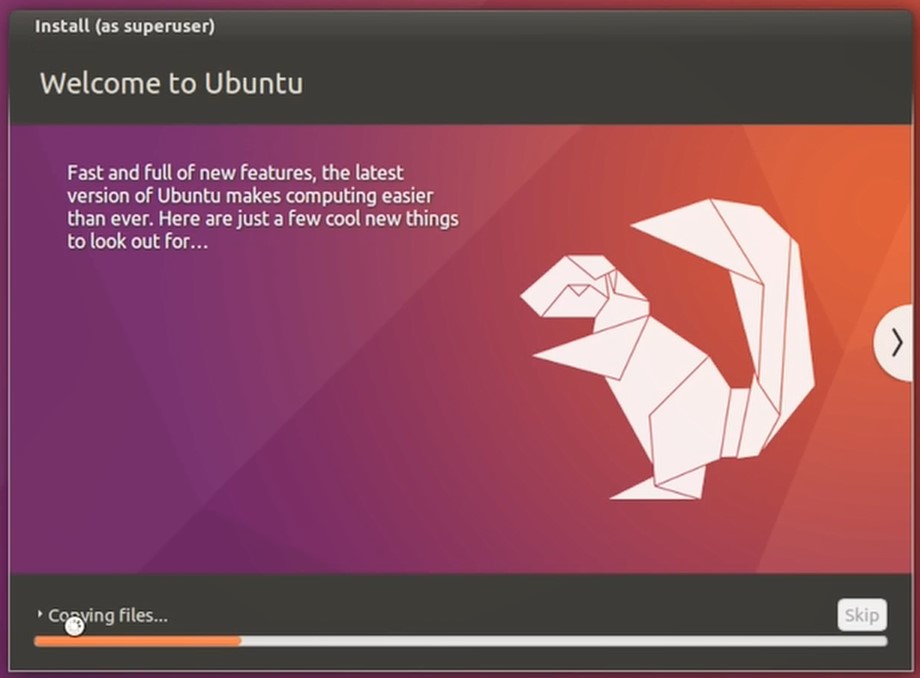 Install (as superuser)
Welcome to Ubuntu
Fast and full of new features, the latest
version of Ubuntu makes computing easier
than ever. Here are just a few cool new things
to look out for...
Copying files...
Skip